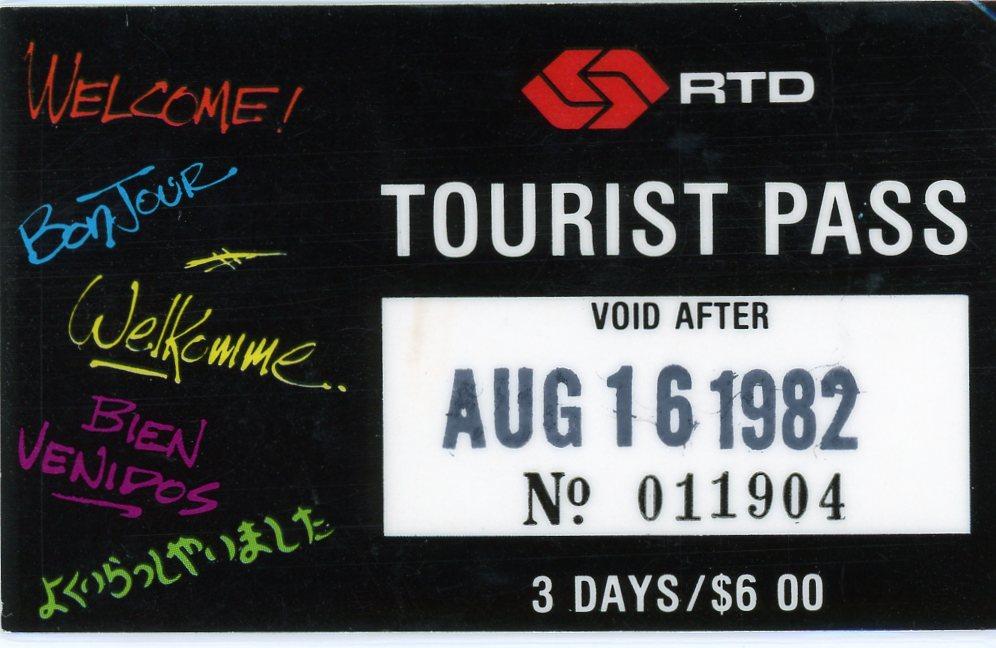 WELCOME!
BONJOUR
Welkomme..
BIEN
VENIDOS
よくいらっしやいました
RTD
TOURIST PASS
VOID AFTER
AUG 16 1982
Nº 011904
3 DAYS/$6 00